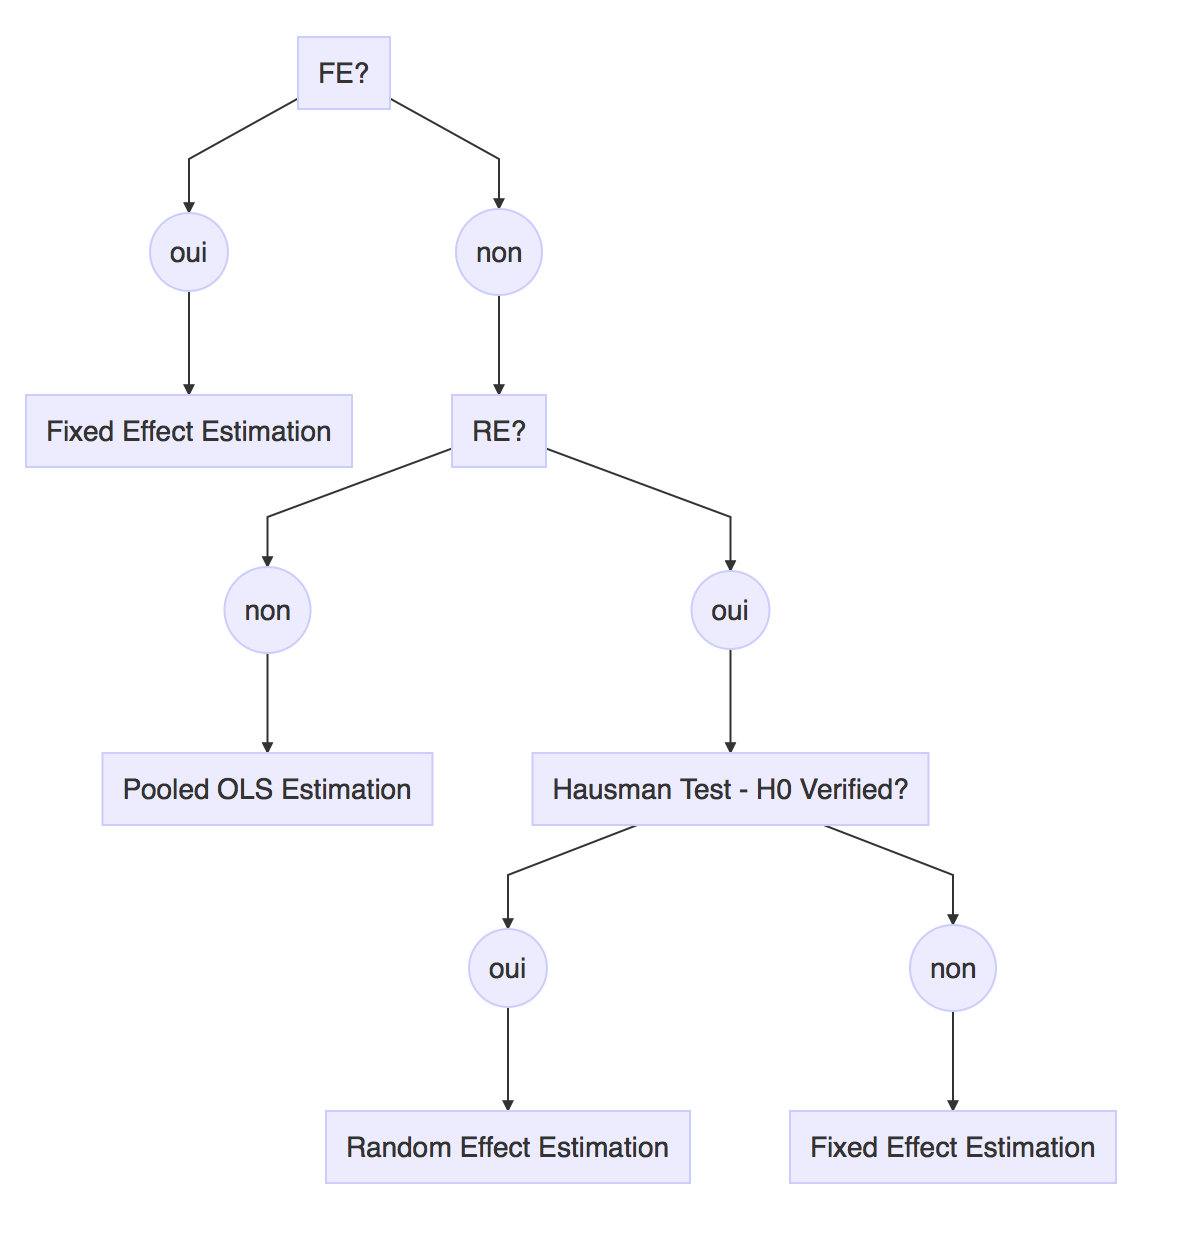 FE?
oui
non
Fixed Effect Estimation
RE?
non
oui
Pooled OLS Estimation
Hausman Test - H0 Verified?
oui
non
Random Effect Estimation
Fixed Effect Estimation